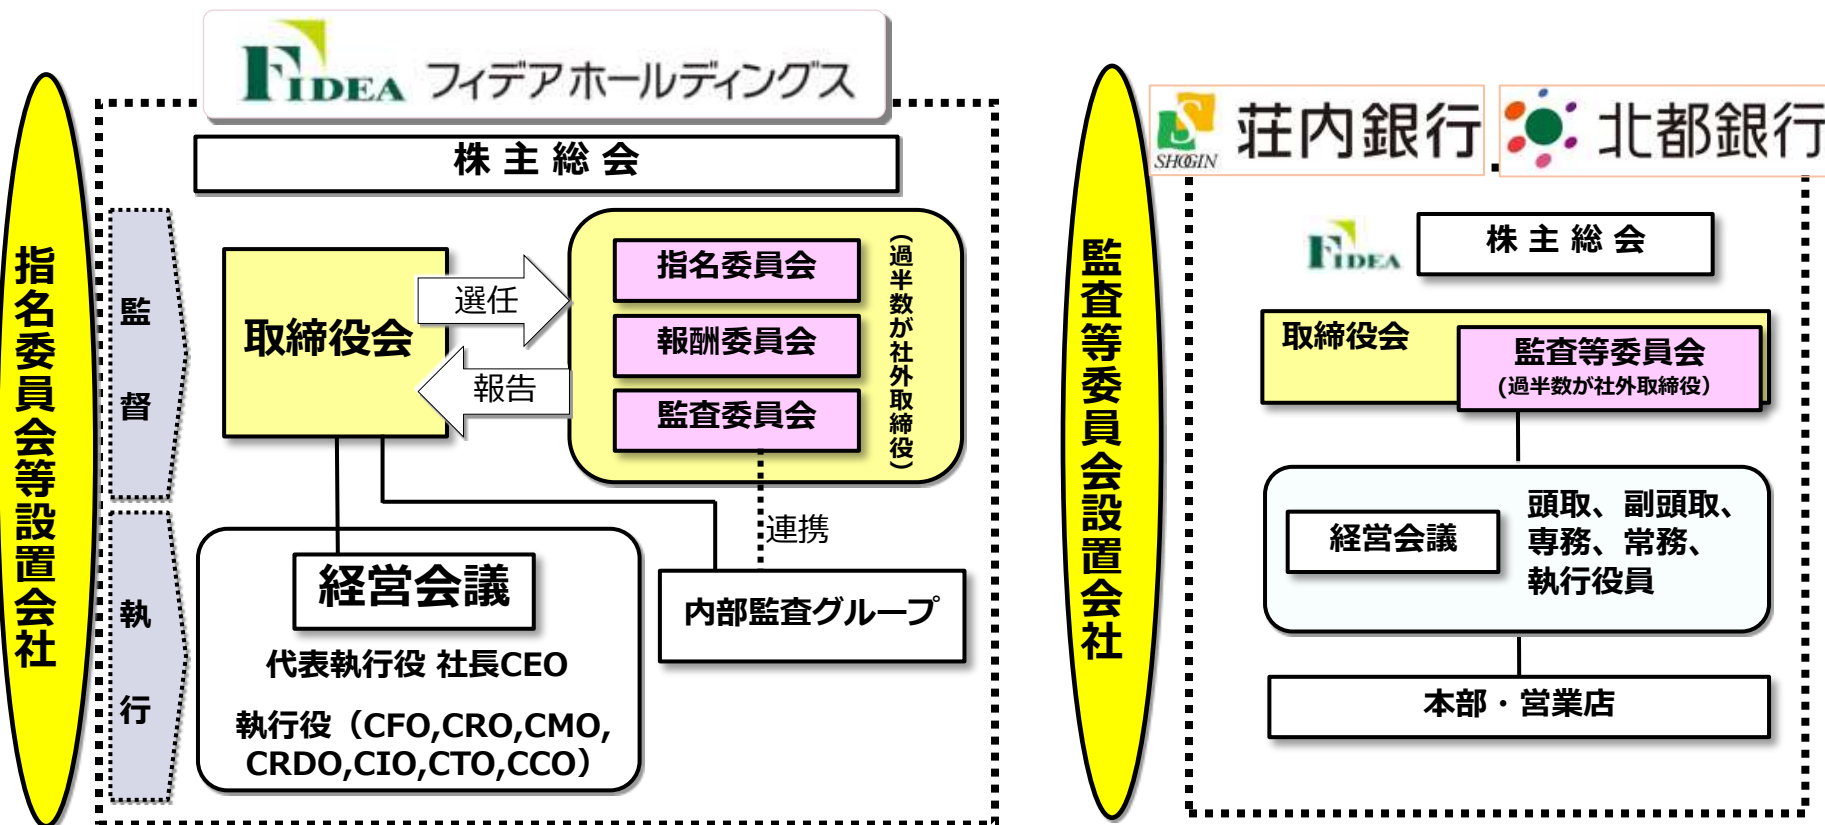 FIDEA フィデアホールディングス
指名委員会等設置会社
株主総会
監督
取締役会
選任
報告
指名委員会
報酬委員会
監査委員会
（過半数が社外取締役）
連携
執行
経営会議
代表執行役 社長CEO
執行役（CFO,CRO,CMO,
CRDO,CIO,CTO,CCO）
内部監査グループ
監査等委員会設置会社
S
SHOGIN
荘内銀行
北都銀行
FIDEA
株主総会
取締役会
監査等委員会
(過半数が社外取締役）
経営会議
頭取、副頭取、
専務、常務、
執行役員
本部・営業店